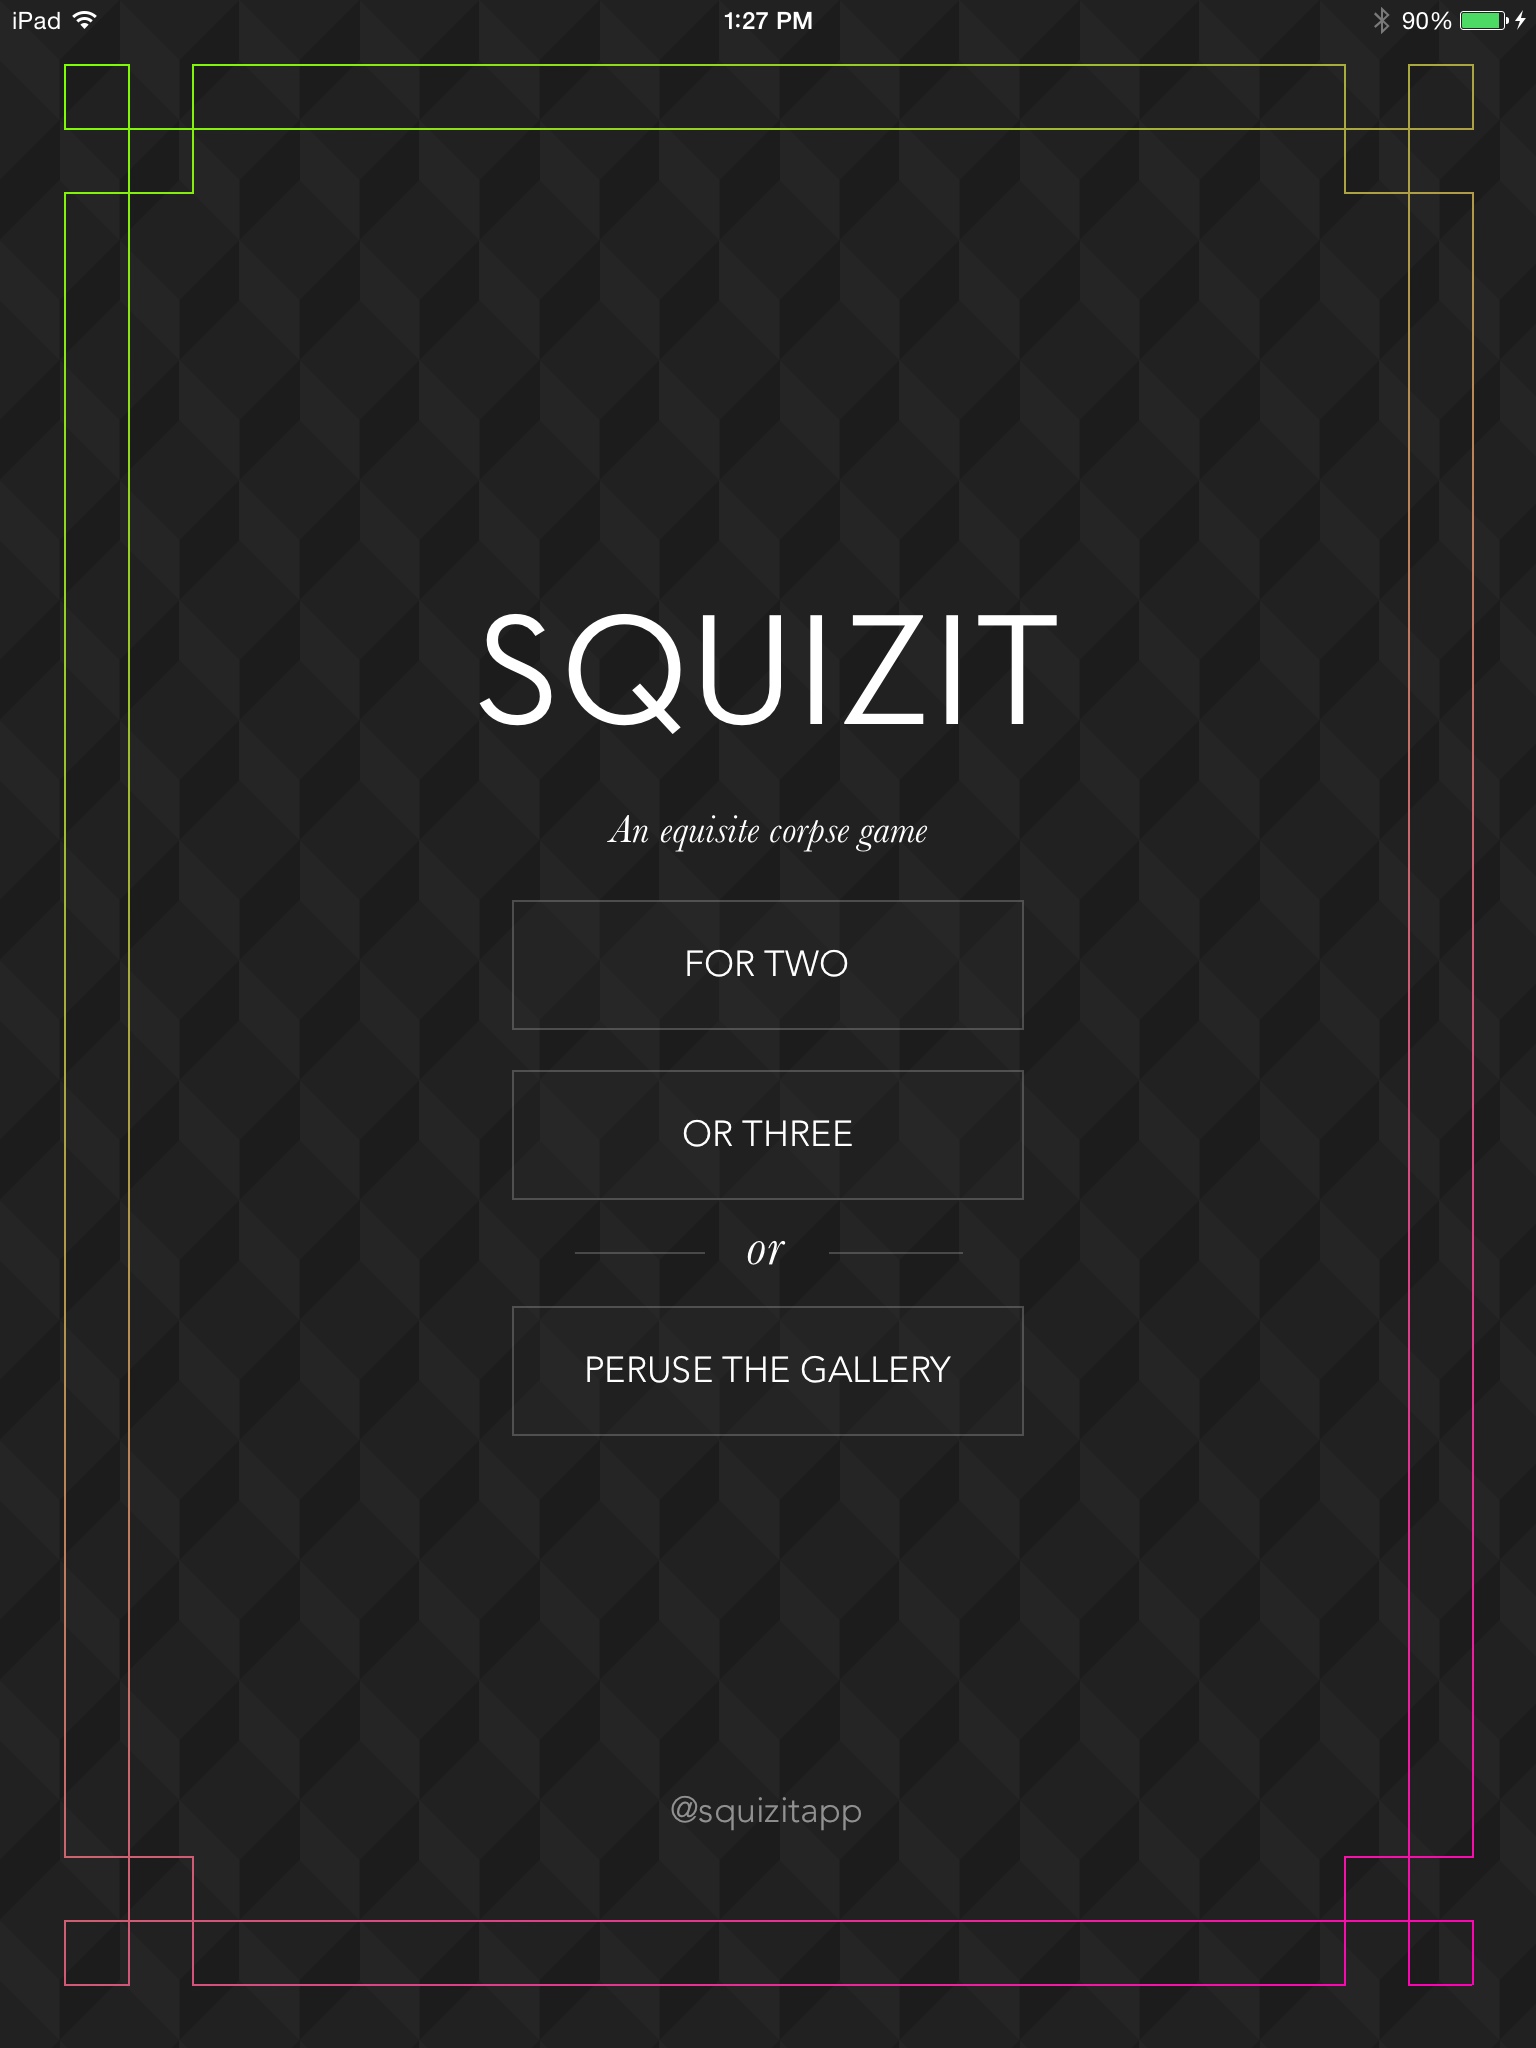 iPad 1:27 PM 90%
SQUIZIT
An equisite corpse game
FOR TWO
OR THREE
or
PERUSE THE GALLERY
@squizitapp